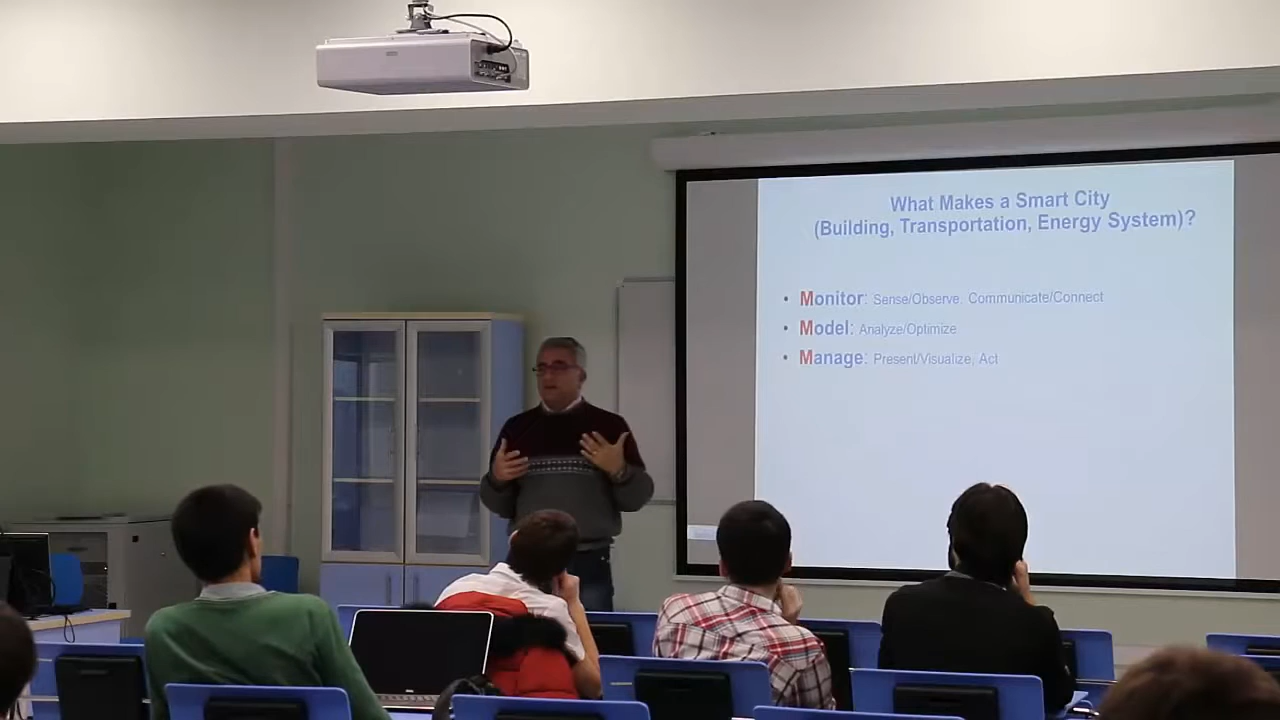 What Makes a Smart City
(Building, Transportation, Energy System)?
• Monitor: Sense/Observe, Communicate/Connect
• Model: Analyze/Optimize
• Manage: Present/Visualize, Act